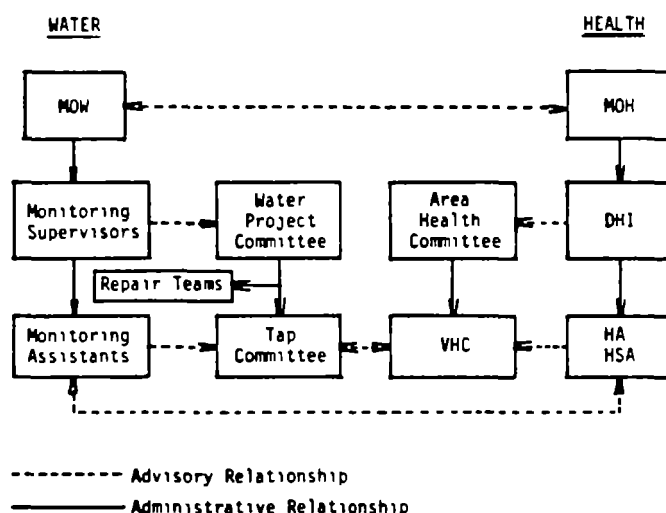 WATER
HEALTH
MOW
MOH
Monitoring
Supervisors
Water
Project
Committee
Area
Health
Committee
DHI
Repair Teams
Monitoring
Assistants
Tap
Committee
VHC
HA
HSA
Advisory Relationship
Administrative Relationship